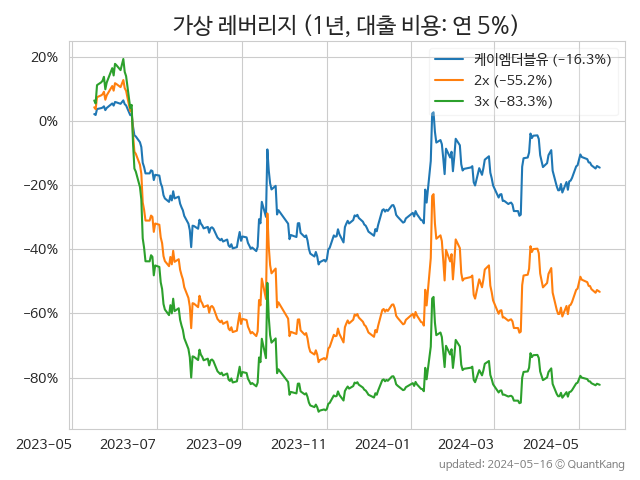 가상 레버리지 (1년, 대출 비용: 연 5%)
케이엠더블유 (−16.3%)
2x (−55.2%)
3x (−83.3%)
20%
0%
−20%
−40%
−60%
−80%
2023-05 2023-07 2023-09 2023-11 2024-01 2024-03 2024-05
updated: 2024-05-16 © QuantKang